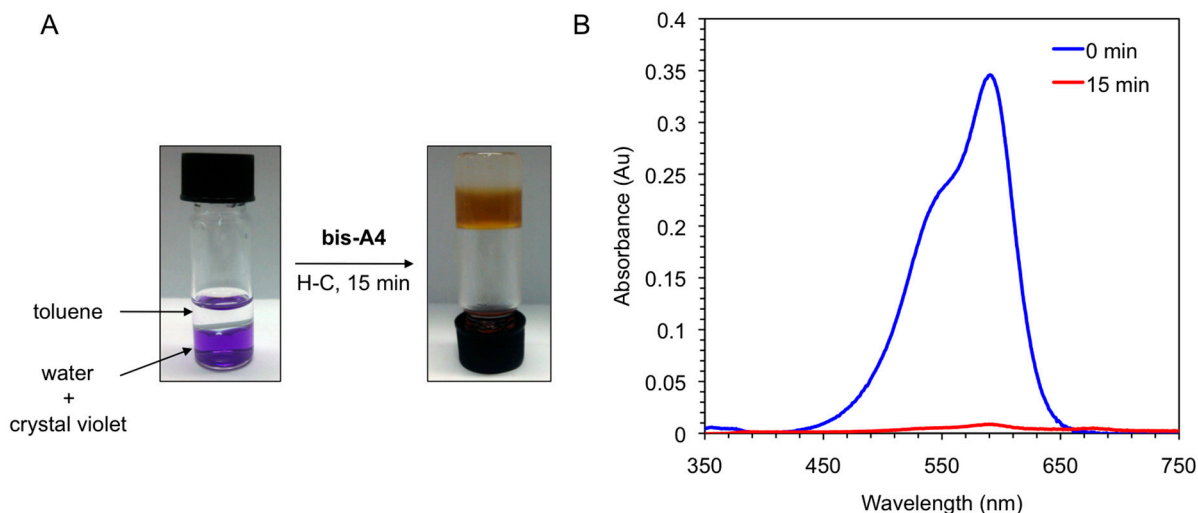 A
bis-A4
H-C, 15 min
toluene
water
+
crystal violet
B
0.4
0.35
0.3
0.25
0.2
0.15
0.1
0.05
0
Absorbance (Au)
0 min
15 min
350
450
550
650
750
Wavelength (nm)